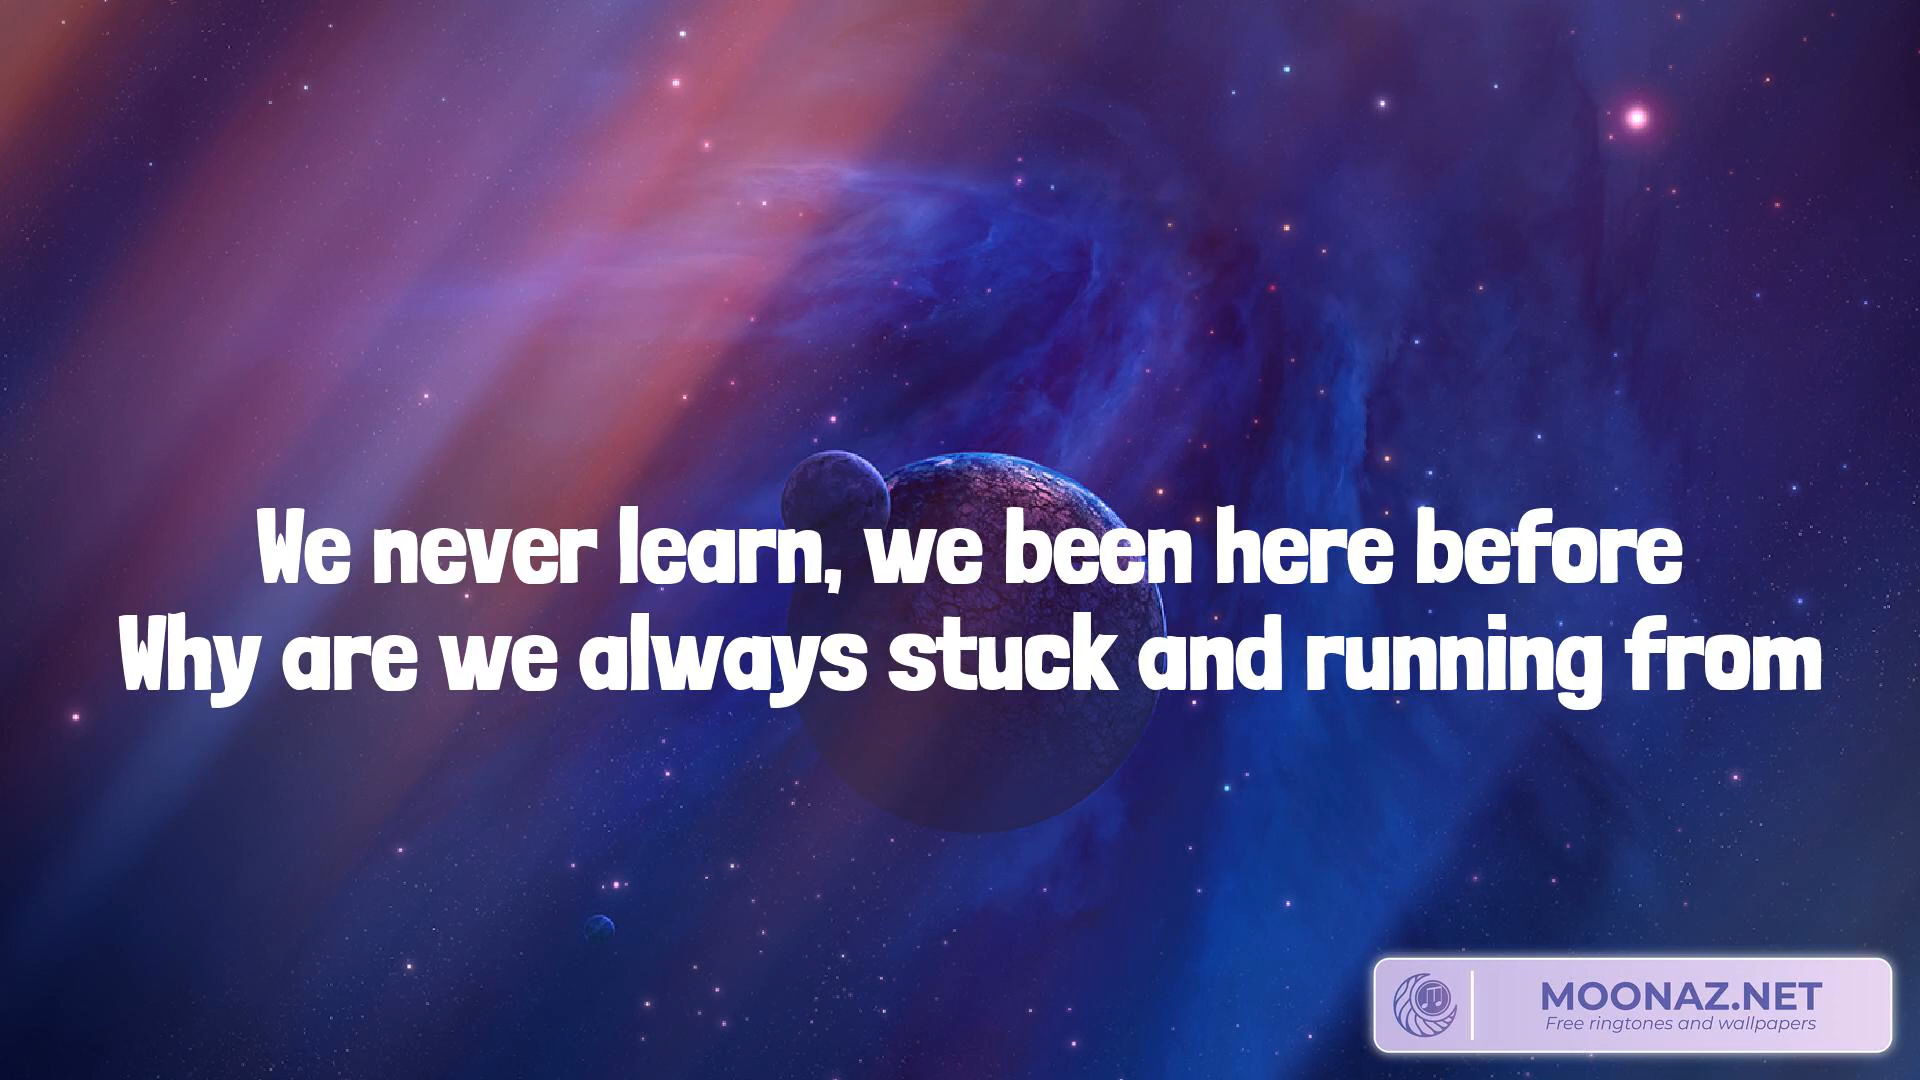 We never learn, we been here before
Why are we always stuck and running from
MOONAZ.NET
Free ringtones and wallpapers